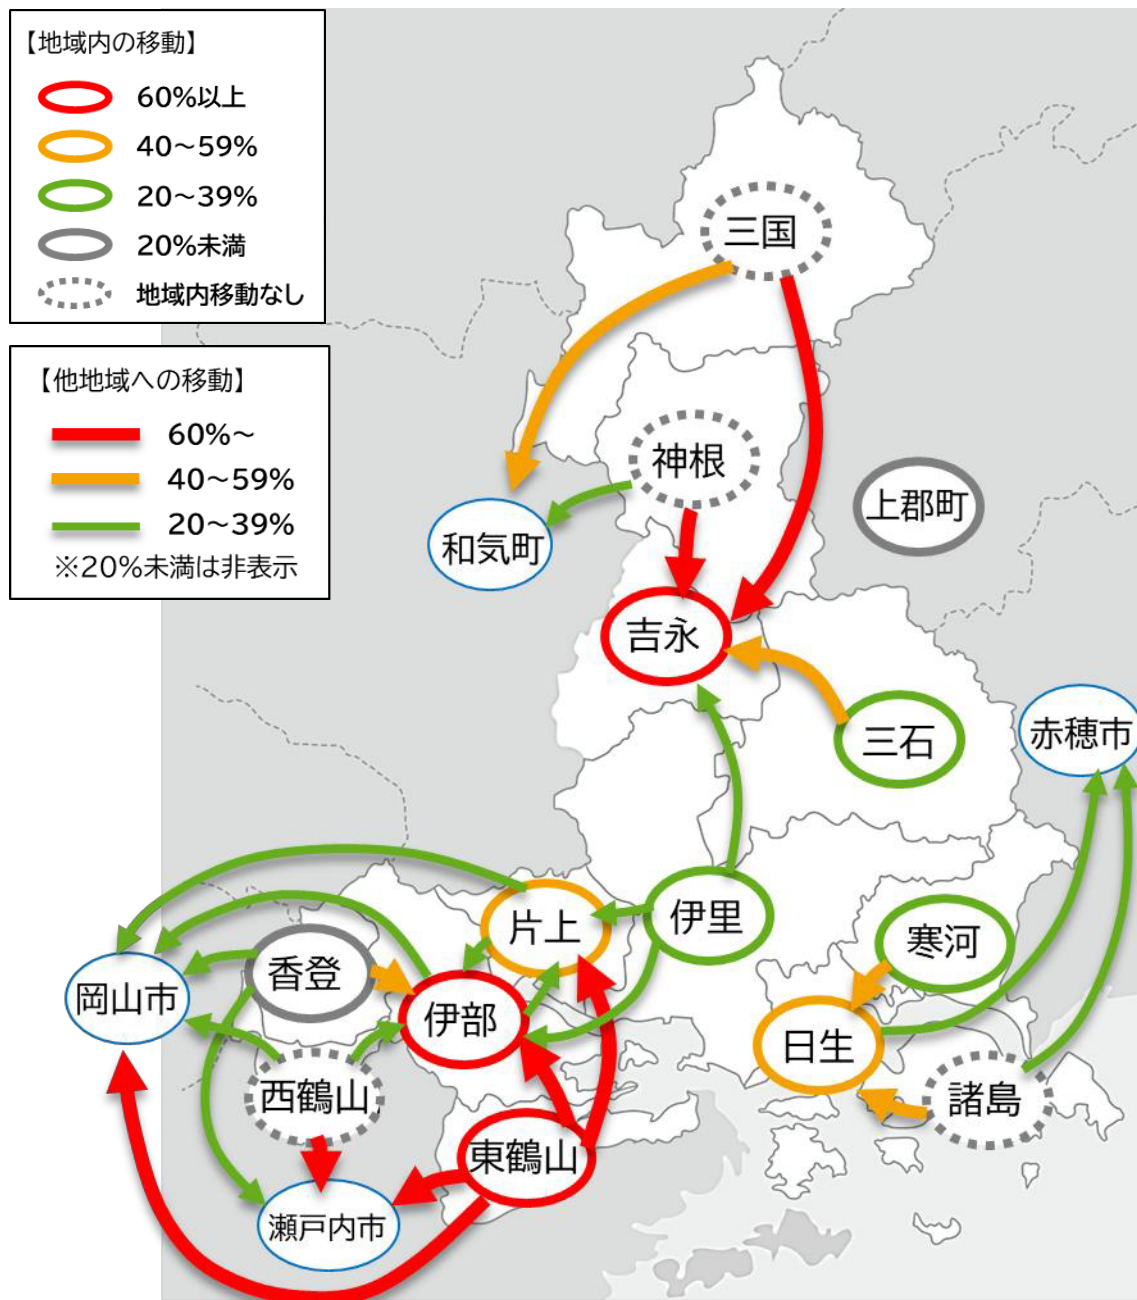 【地域内の移動】
60%以上
40～59%
20～39%
20%未満
地域内移動なし
【他地域への移動】
60%～
40～59%
20～39%
※20%未満は非表示
三国
神根
上郡町
和気町
吉永
三石
赤穂市
片上
伊里
寒河
香登
岡山市
伊部
日生
西鶴山
諸島
東鶴山
瀬戸内市